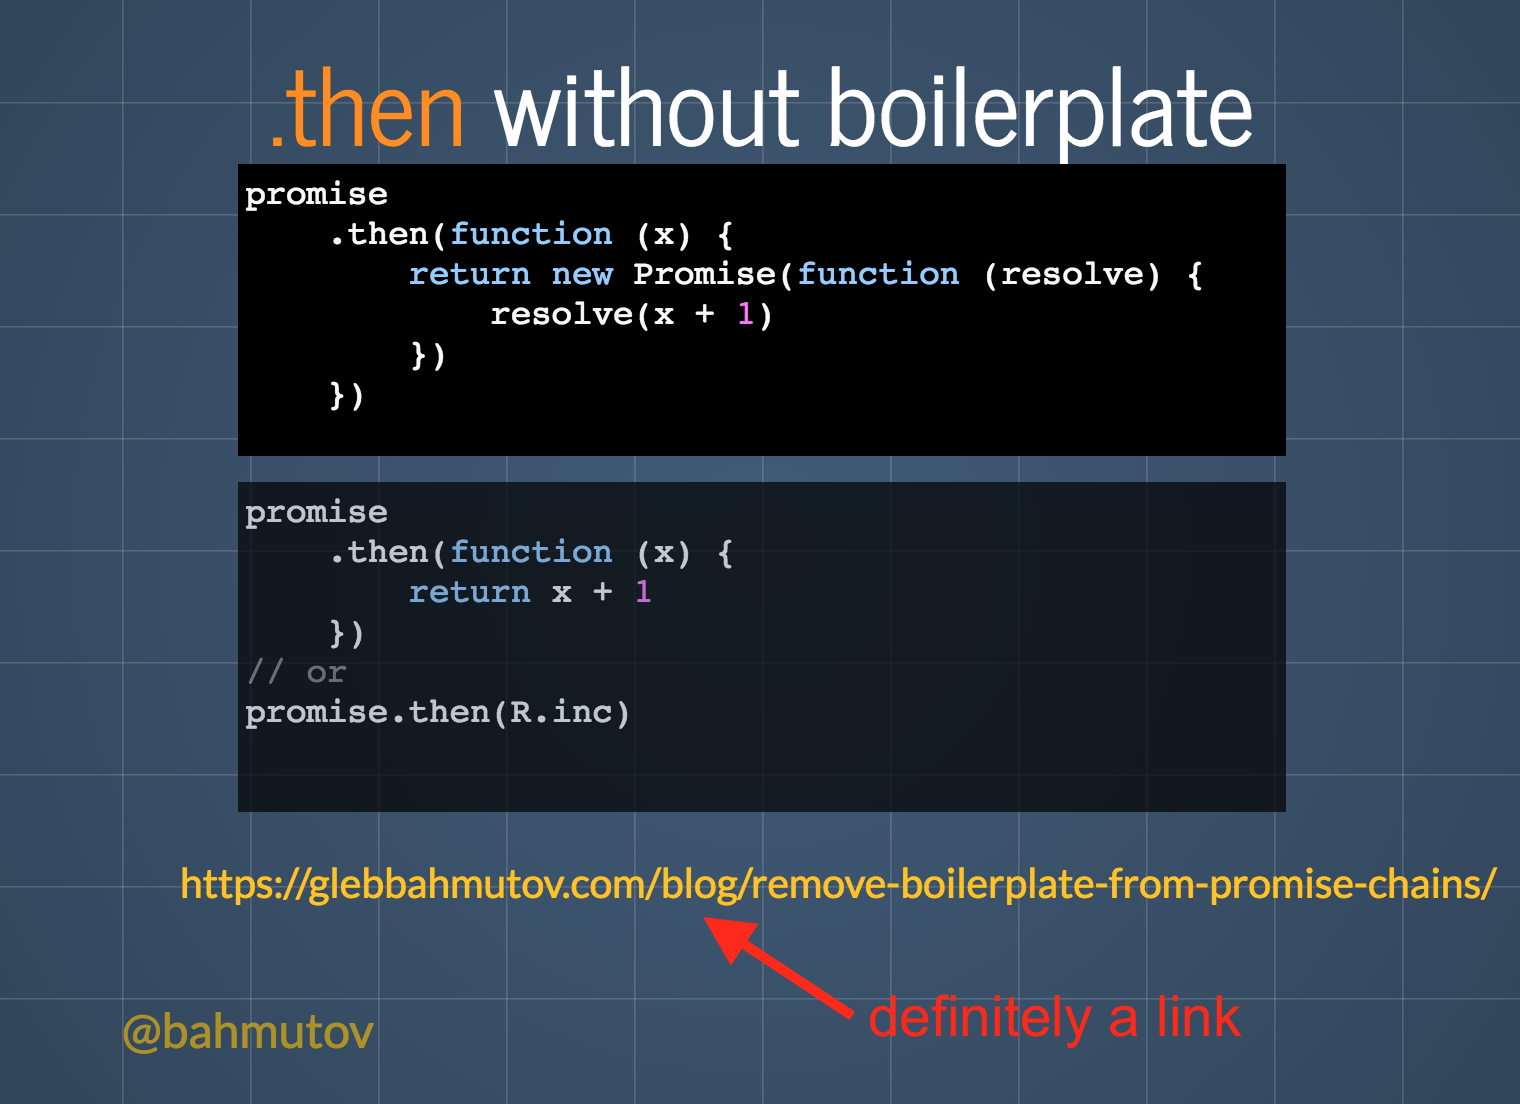 .then without boilerplate
promise
    .then(function (x) {
        return new Promise(function (resolve) {
            resolve(x + 1)
        })
    })
promise
    .then(function (x) {
        return x + 1
    })
// or
promise.then(R.inc)
https://glebbahmutov.com/blog/remove-boilerplate-from-promise-chains/
definitely a link
@bahmutov